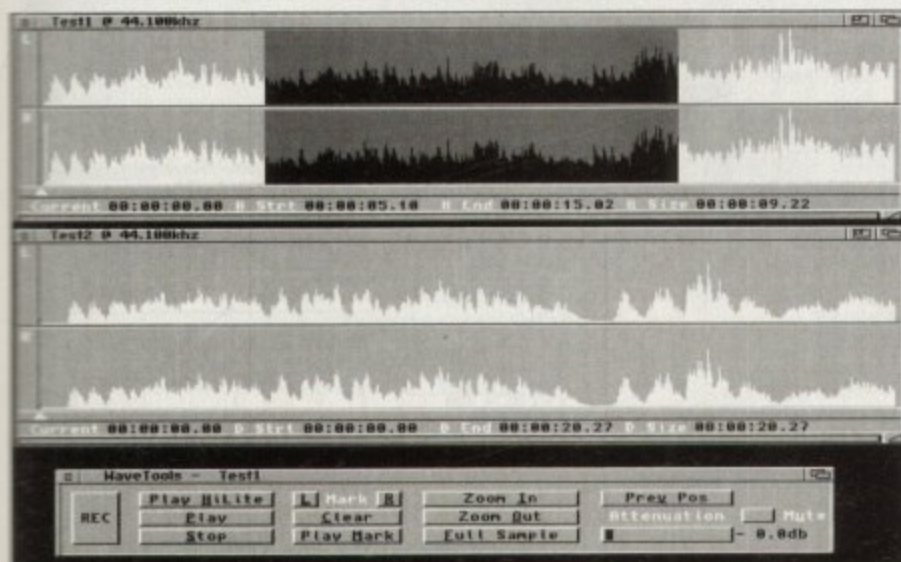 Test1 @ 44.100khz
L
R
Current 00:00:00.00 H Strt 00:00:05.10 H End 00:00:15.02 H Size 00:00:09.22
Test2 @ 44.100khz
L
R
Current 00:00:00.00 D Strt 00:00:00.00 D End 00:00:20.27 D Size 00:00:20.27
WaveTools - Test1
REC
Play HiLite L Mark R Zoom In Prev Pos
Play Clear Zoom Out Attenuation Mute
Stop Play Mark Full Sample - 0.0db